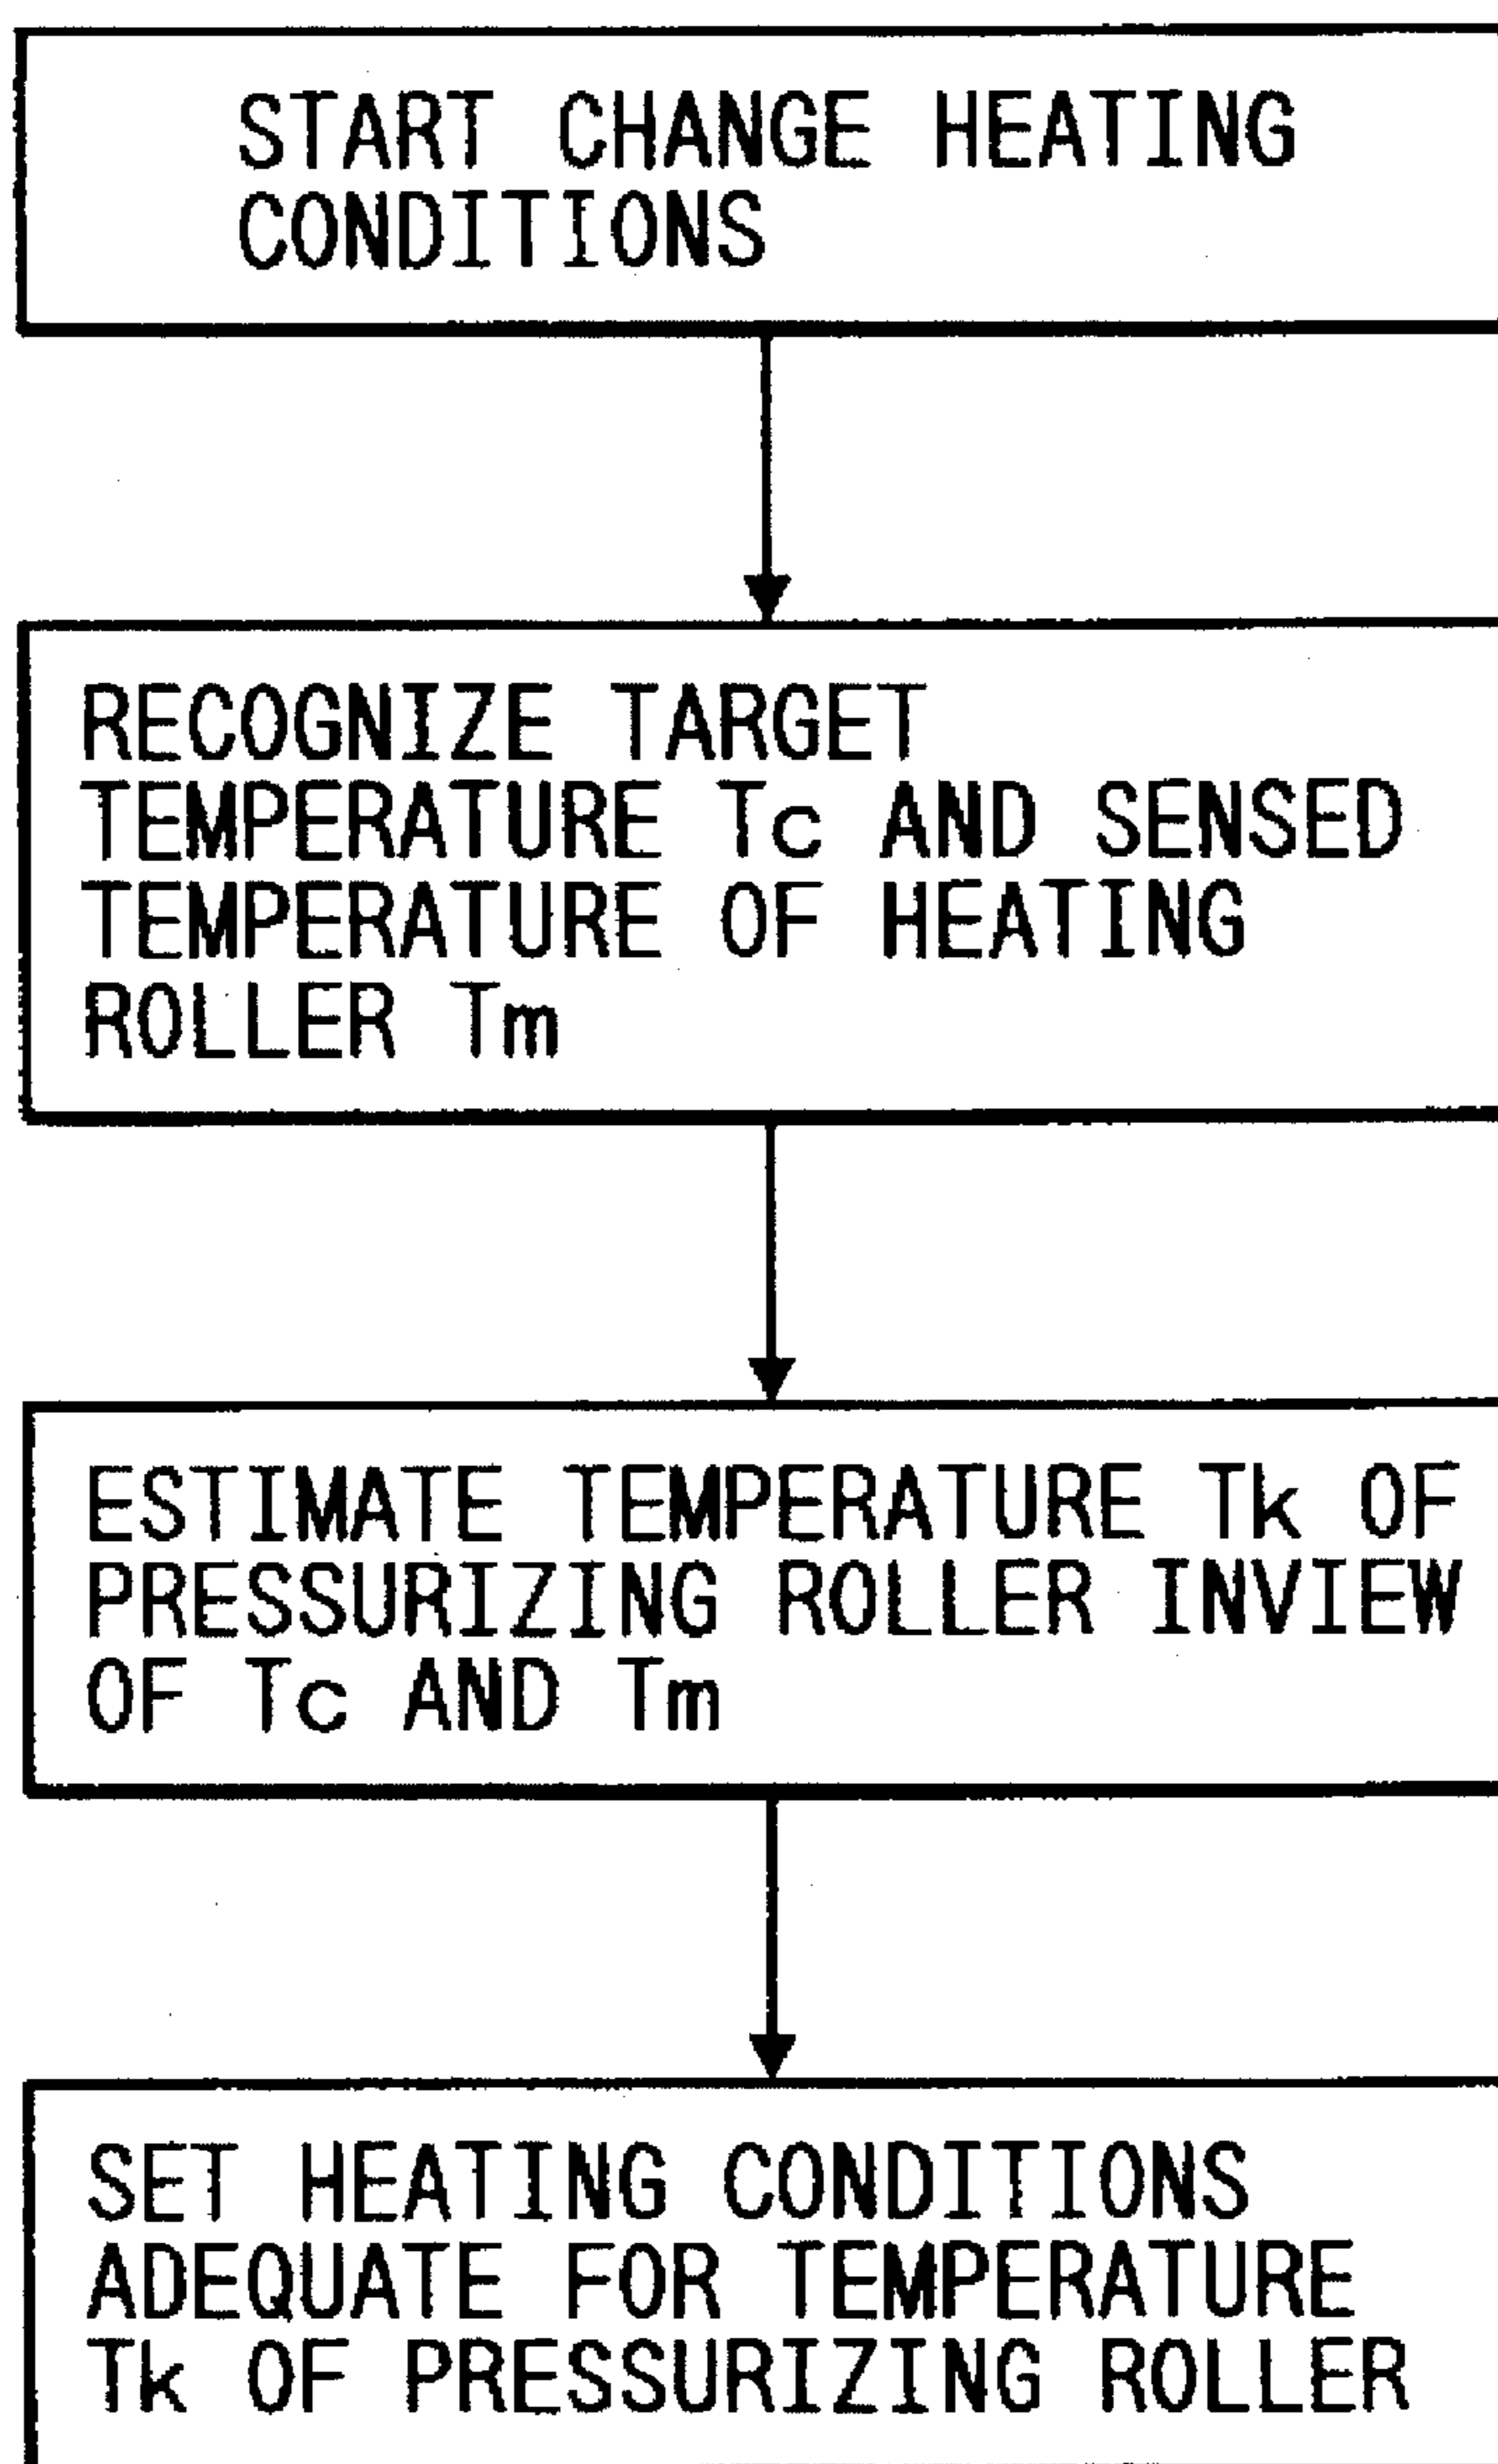 START CHANGE HEATING
CONDITIONS
RECOGNIZE TARGET
TEMPERATURE Tc AND SENSED
TEMPERATURE OF HEATING
ROLLER Tm
ESTIMATE TEMPERATURE Tk OF
PRESSURIZING ROLLER INVIEW
OF Tc AND Tm
SET HEATING CONDITIONS
ADEQUATE FOR TEMPERATURE
Tk OF PRESSURIZING ROLLER